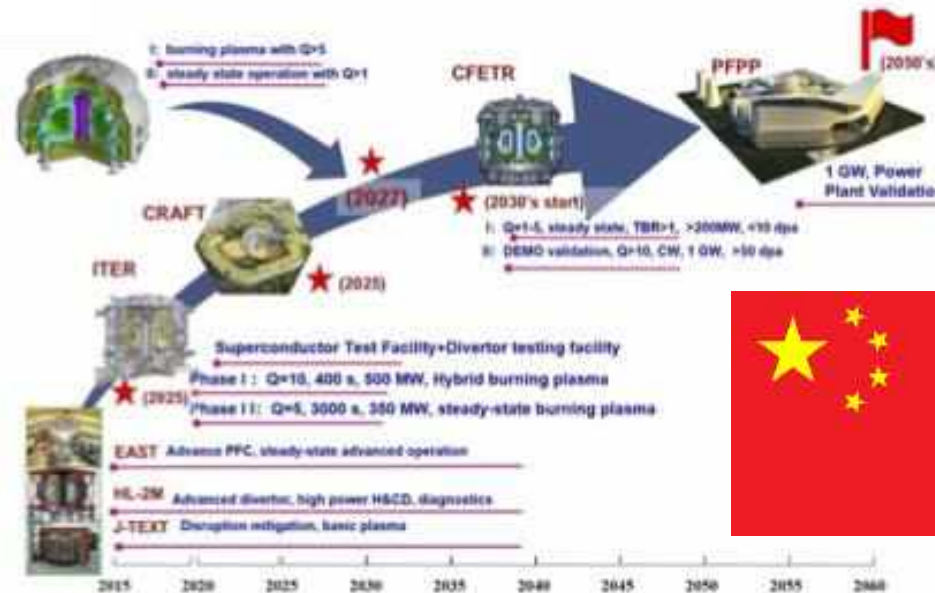 I: burning plasma with Q>5
II: steady state operation with Q>1
CFETR
PFPP
(2050's)
(2027)
1 GW, Power
Plant Validatio
CRAFT
(2030's start)
I: Q=1-5, steady state, TBR>1, >200MW, <10 dpa
II: DEMO validation, Q>10, CW, 1 GW, >50 dpa
ITER
(2025)
Superconductor Test Facility+Divertor testing facility
Phase I : Q=10, 400 s, 500 MW, Hybrid burning plasma
(2025)
Phase II: Q=5, 3000 s, 350 MW, steady-state burning plasma
EAST Advance PFC, steady-state advanced operation
HL-2M Advanced divertor, high power H&CD, diagnostics
J-TEXT Disruption mitigation, basic plasma
2015 2020 2025 2030 2035 2040 2045 2050 2055 2060